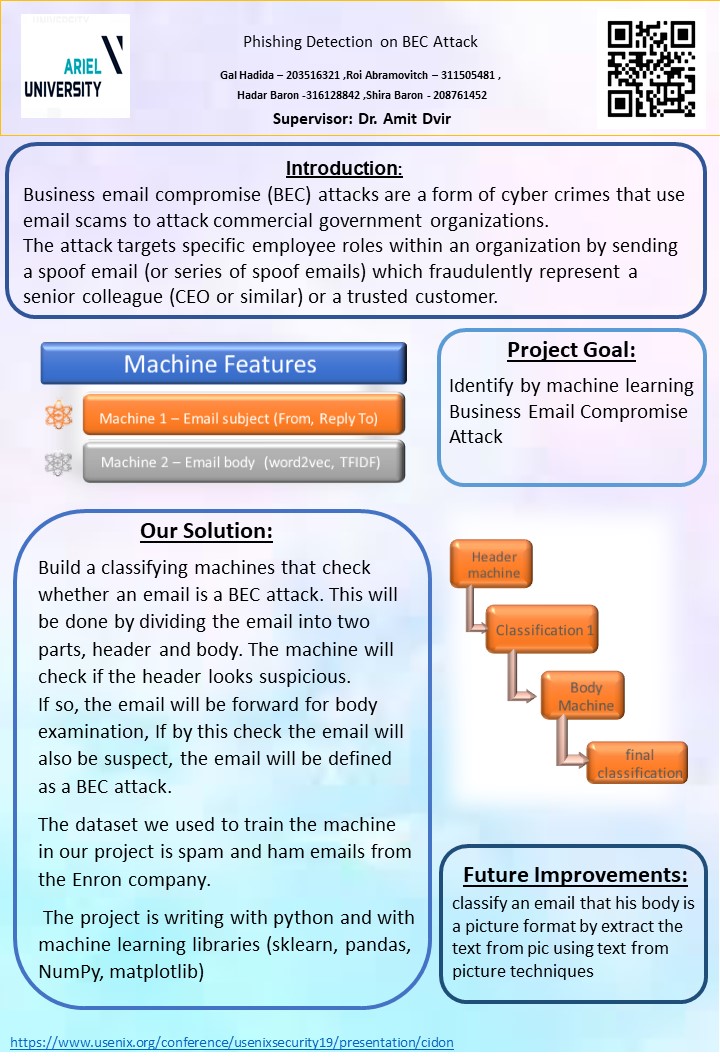 UNIVERSITY
ARIEL
UNIVERSITY
Phishing Detection on BEC Attack
Gal Hadida – 203516321 ,Roi Abramovitch – 311505481 ,
Hadar Baron -316128842 ,Shira Baron - 208761452
Supervisor: Dr. Amit Dvir
Introduction:
Business email compromise (BEC) attacks are a form of cyber crimes that use
email scams to attack commercial government organizations.
The attack targets specific employee roles within an organization by sending
a spoof email (or series of spoof emails) which fraudulently represent a
senior colleague (CEO or similar) or a trusted customer.
Machine Features
Machine 1 – Email subject (From, Reply To)
Machine 2 – Email body (word2vec, TFIDF)
Project Goal:
Identify by machine learning
Business Email Compromise
Attack
Our Solution:
Build a classifying machines that check
whether an email is a BEC attack. This will
be done by dividing the email into two
parts, header and body. The machine will
check if the header looks suspicious.
If so, the email will be forward for body
examination, If by this check the email will
also be suspect, the email will be defined
as a BEC attack.
The dataset we used to train the machine
in our project is spam and ham emails from
the Enron company.
The project is writing with python and with
machine learning libraries (sklearn, pandas,
NumPy, matplotlib)
Header
machine
Classification 1
Body
Machine
final
classification
Future Improvements:
classify an email that his body is
a picture format by extract the
text from pic using text from
picture techniques
https://www.usenix.org/conference/usenixsecurity19/presentation/cidon